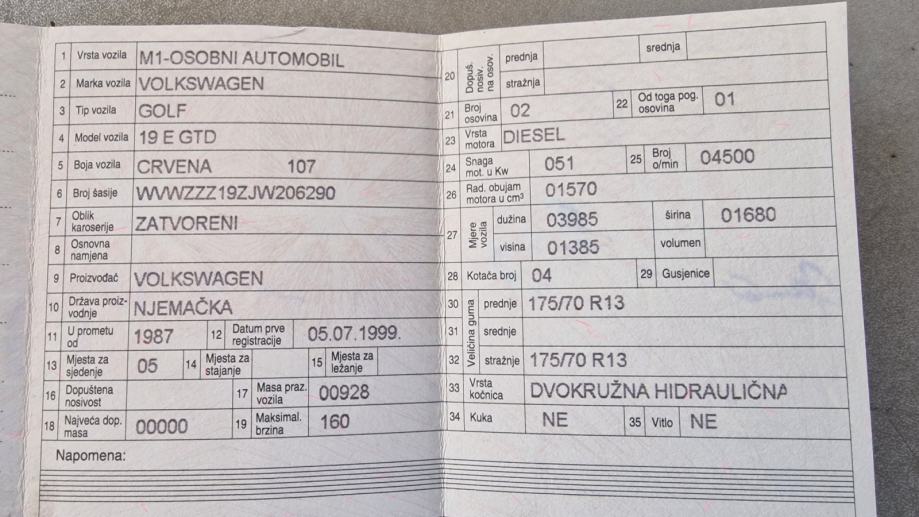 1 Vrsta vozila M1-OSOBNI AUTOMOBIL
2 Marka vozila VOLKSWAGEN
3 Tip vozila GOLF
4 Model vozila 19 E GTD
5 Boja vozila CRVENA 107
6 Broj šasije WVWZZZ19ZJW206290
7 Oblik karoserije ZATVORENI
8 Osnovna namjena
9 Proizvođač VOLKSWAGEN
10 Država proiz-
vodnje NJEMAČKA
11 U prometu od 1987 12 Datum prve registracije 05.07.1999.
13 Mjesta za sjedenje 05 14 Mjesta za stajanje 15 Mjesta za ležanje
16 Dopuštena nosivost 17 Masa praz. vozila 00928
18 Najveća dop. masa 00000 19 Maksimal. brzina 160
Napomena:
20 Dopuš. nosiv. na osov. prednja srednja
stražnja
21 Broj osovina 02 22 Od toga pog. osovina 01
23 Vrsta motora DIESEL
24 Snaga mot. u Kw 051 25 Broj o/min 04500
26 Rad. obujam motora u cm³ 01570
27 Mjere vozila dužina 03985 širina 01680
visina 01385 volumen
28 Kotača broj 04 29 Gusjenice
30 Veličina guma prednje 175/70 R13
31 srednje
32 stražnje 175/70 R13
33 Vrsta kočnica DVOKRUŽNA HIDRAULIČNA
34 Kuka NE 35 Vitlo NE